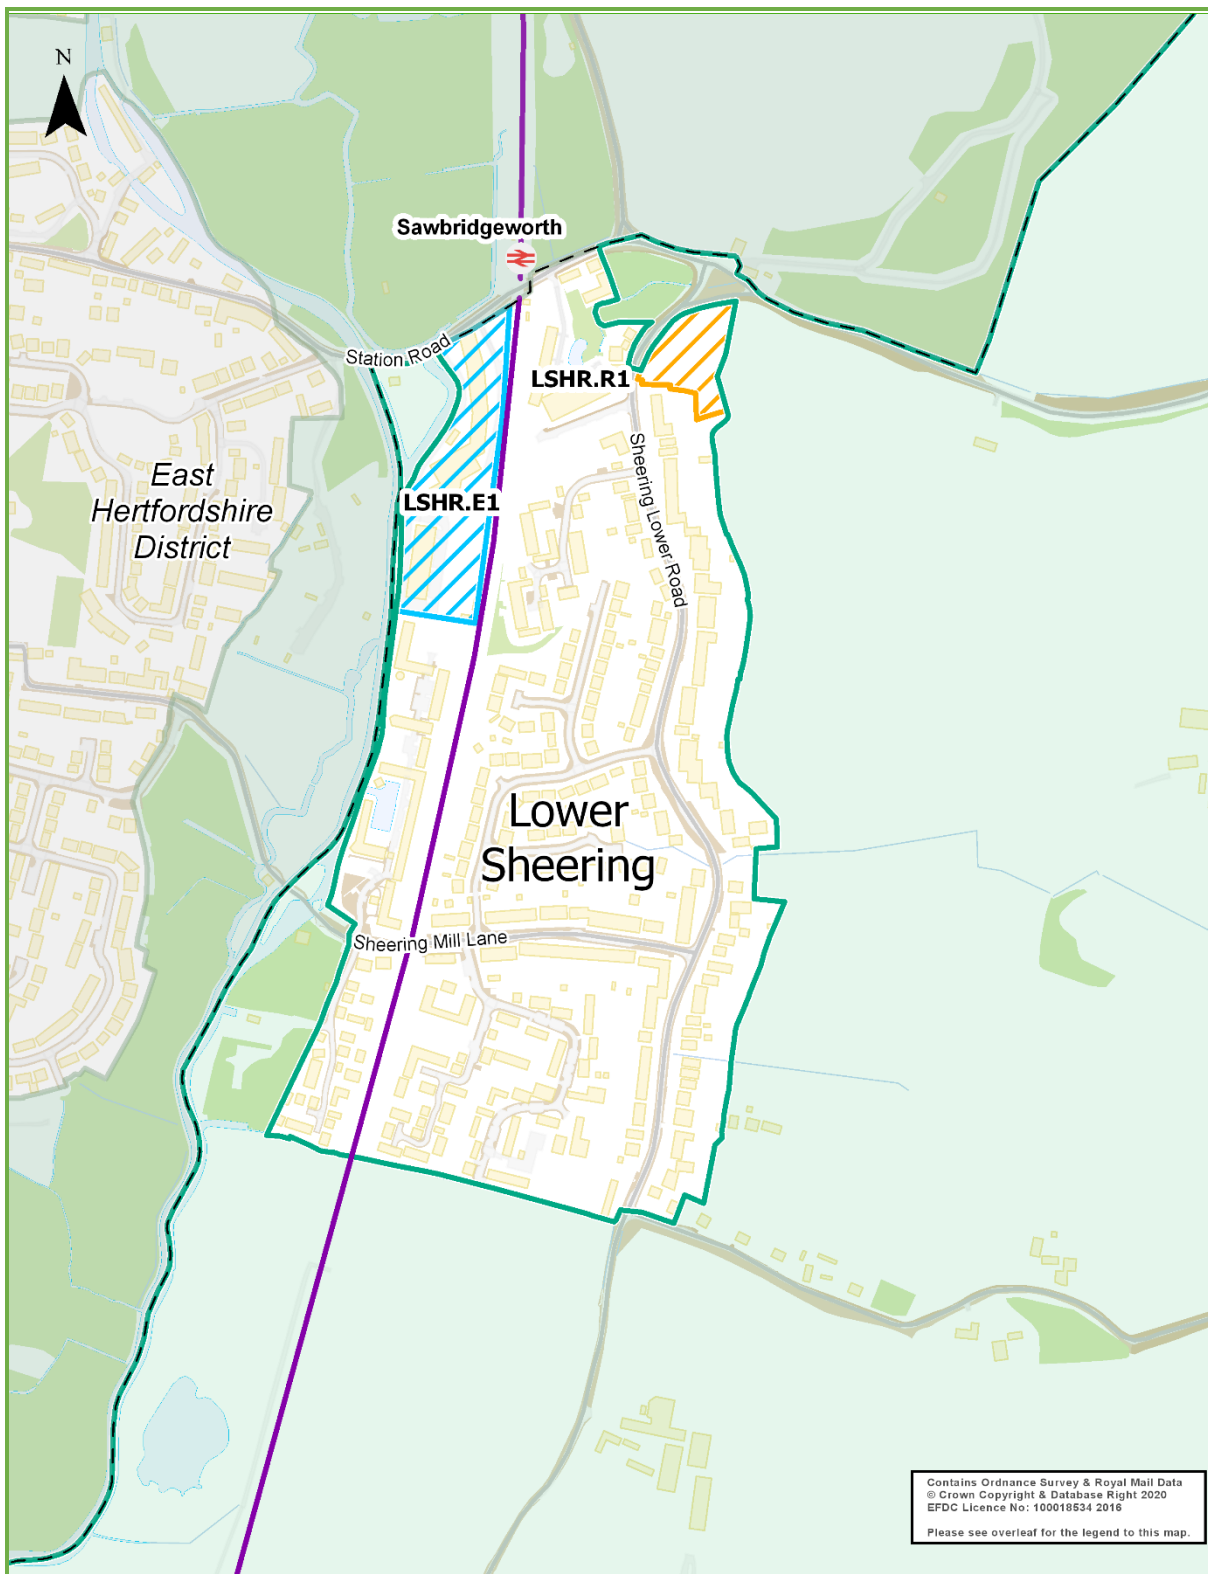 N
Sawbridgeworth
Station Road
LSHR.R1
Sheering Lower Road
East
Hertfordshire
District
LSHR.E1
Lower
Sheering
Sheering Mill Lane
Contains Ordnance Survey & Royal Mail Data
© Crown Copyright & Database Right 2020
EFDC Licence No: 100018534 2016
Please see overleaf for the legend to this map.